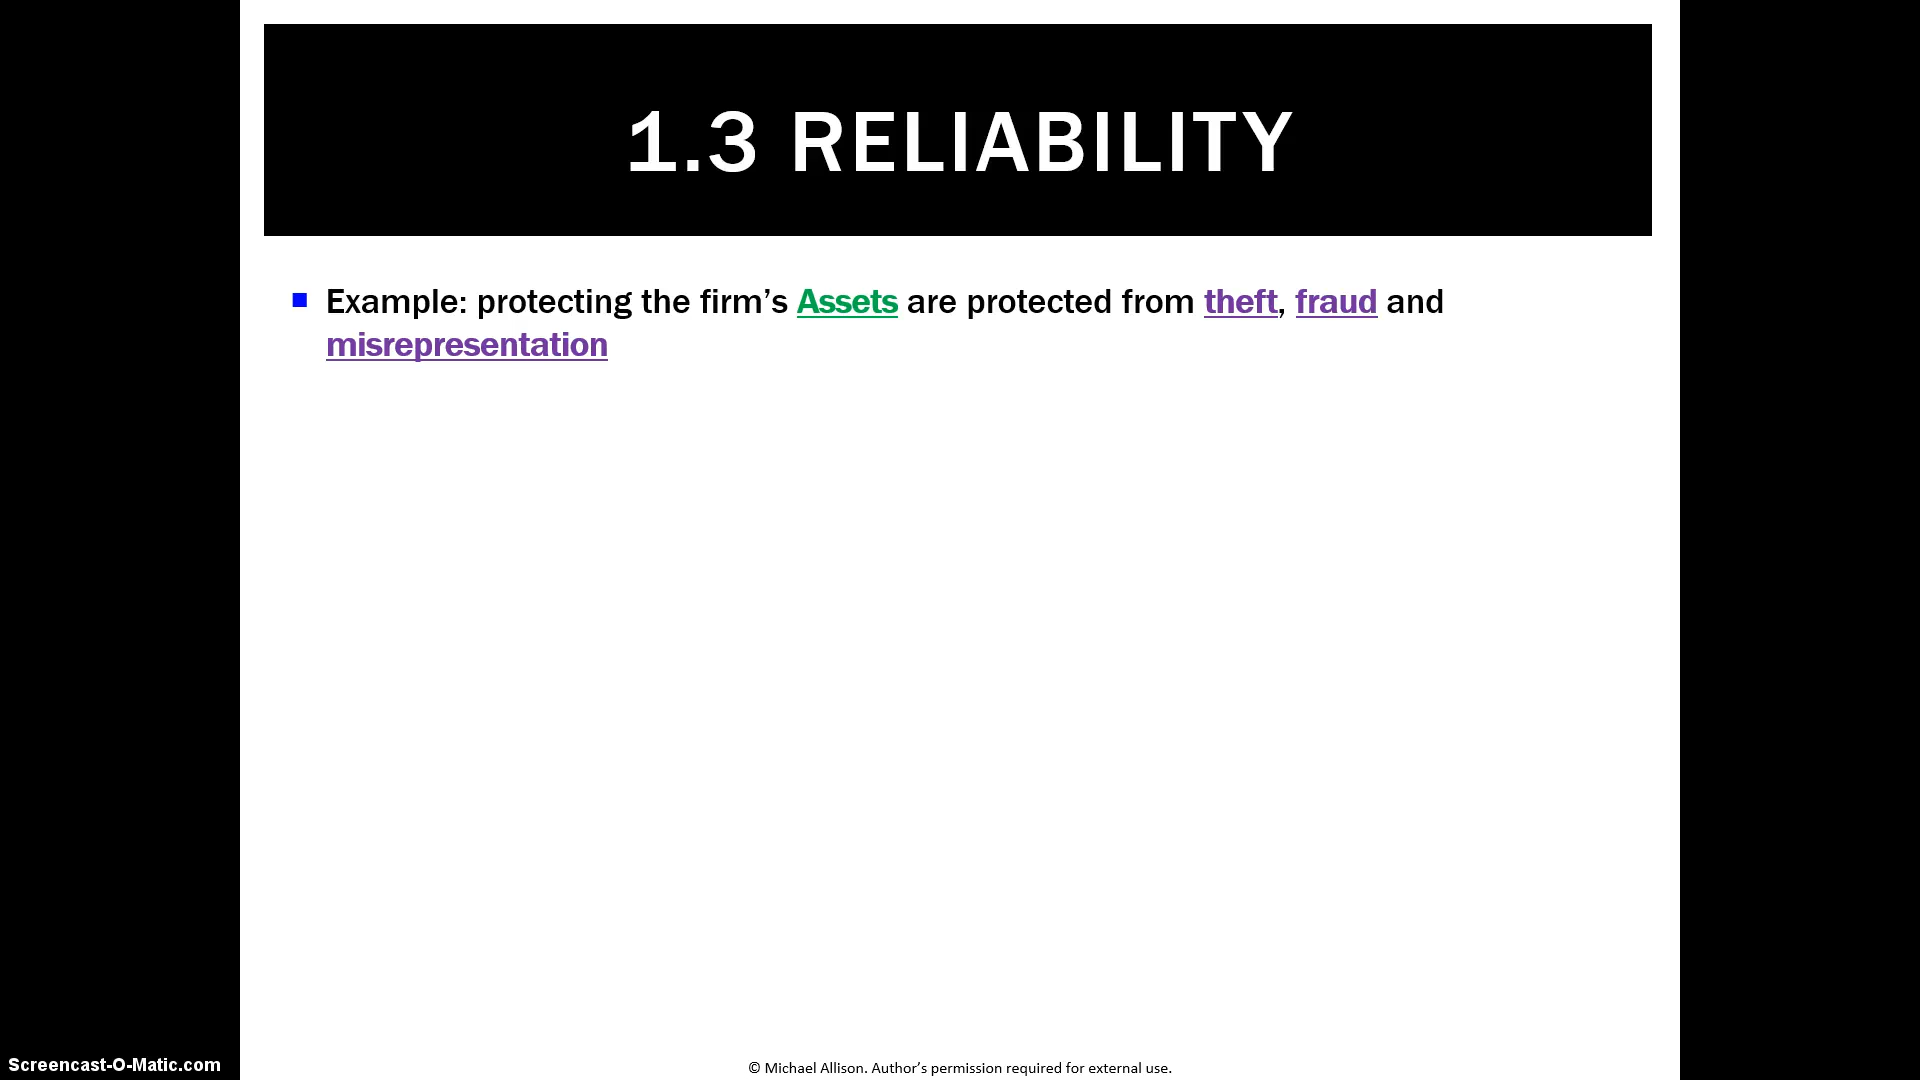 1.3 RELIABILITY
Example: protecting the firm’s Assets are protected from theft, fraud and
misrepresentation
Screencast-O-Matic.com
© Michael Allison. Author’s permission required for external use.